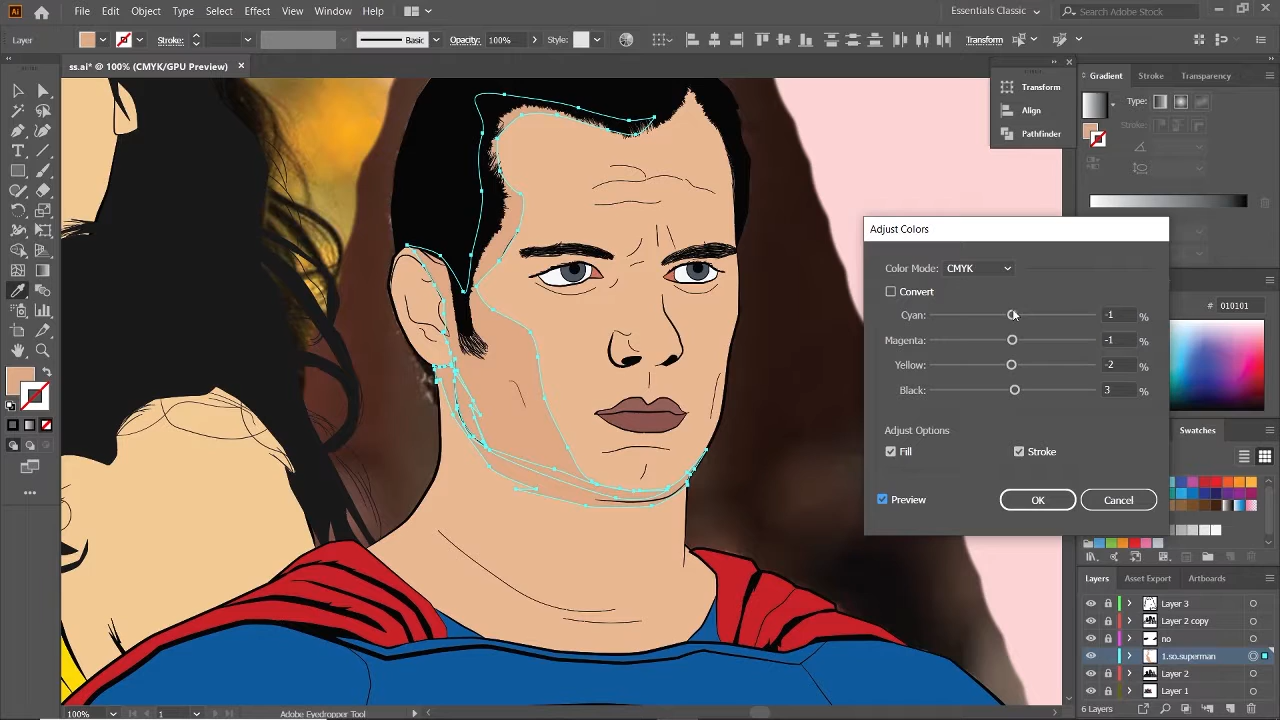 Ai File Edit Object Type Select Effect View Window Help Essentials Classic Search Adobe Stock
Layer Stroke: Basic Opacity: 100% Style: Transform
ss.ai* @ 100% (CMYK/GPU Preview)
Transform
Align
Pathfinder
Gradient Stroke Transparency
Type:
Stroke:
Adjust Colors
Color Mode: CMYK
Convert
Cyan: -1 %
Magenta: -1 %
Yellow: -2 %
Black: 3 %
Adjust Options
Fill Stroke
Preview OK Cancel
# 010101
Swatches
Layers Asset Export Artboards
Layer 3
Layer 2 copy
no
1.so.superman
Layer 2
Layer 1
6 Layers
100% 1 Adobe Eyedropper Tool